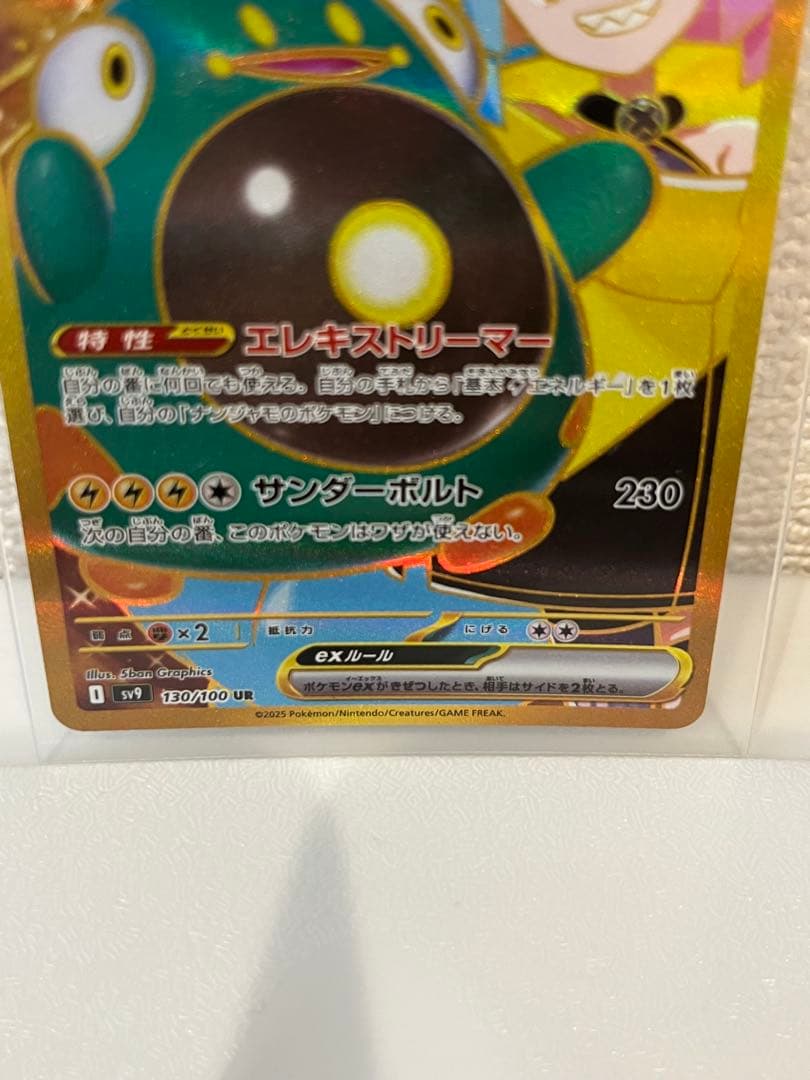 特性 とくせい エレキストリーマー
自分の番に何回でも使える。自分の手札から「基本エネルギー」を1枚
選び、自分の「ナンジャモのポケモン」につける。
サンダーボルト 230
次の自分の番、このポケモンはワザが使えない。
弱点 ×2 抵抗力 にげる
exルール
ポケモンexがきぜつしたとき、相手はサイドを2枚とる。
Illus. 5ban Graphics
I sv9 130/100 UR
©2025 Pokémon/Nintendo/Creatures/GAME FREAK.